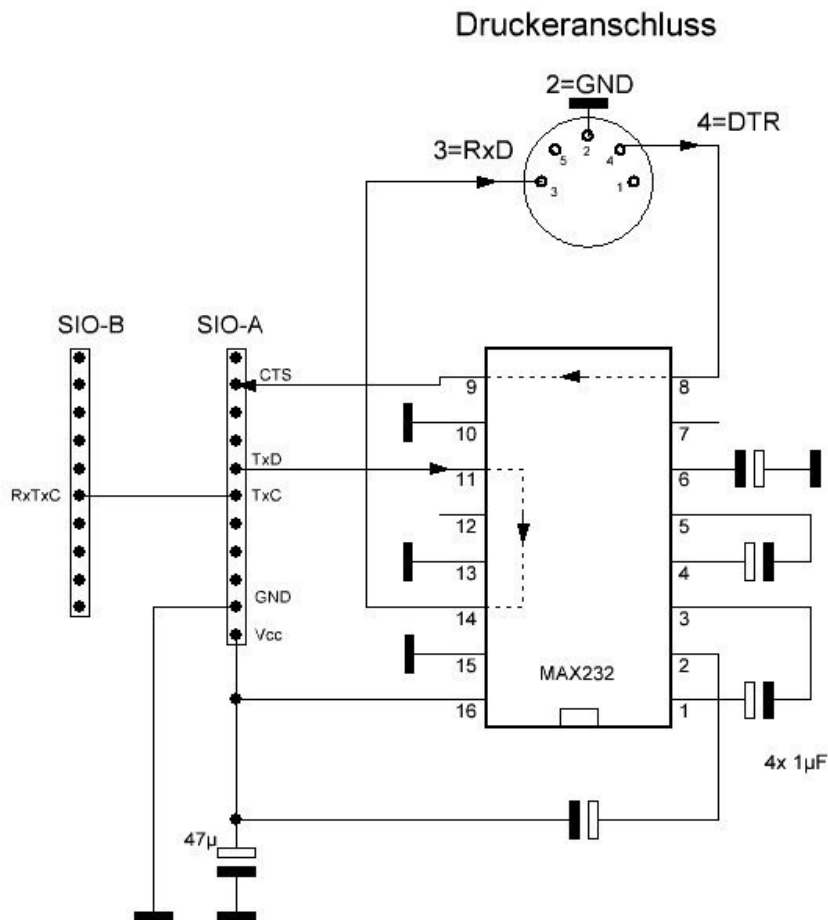 Druckeranschluss
2=GND
4=DTR
3=RxD
2
5
4
3
1
SIO-B
SIO-A
CTS
9
8
10
7
TxD
11
6
RxTxC
TxC
12
5
13
4
GND
14
3
Vcc
15
2
MAX232
16
1
4x 1µF
47µ